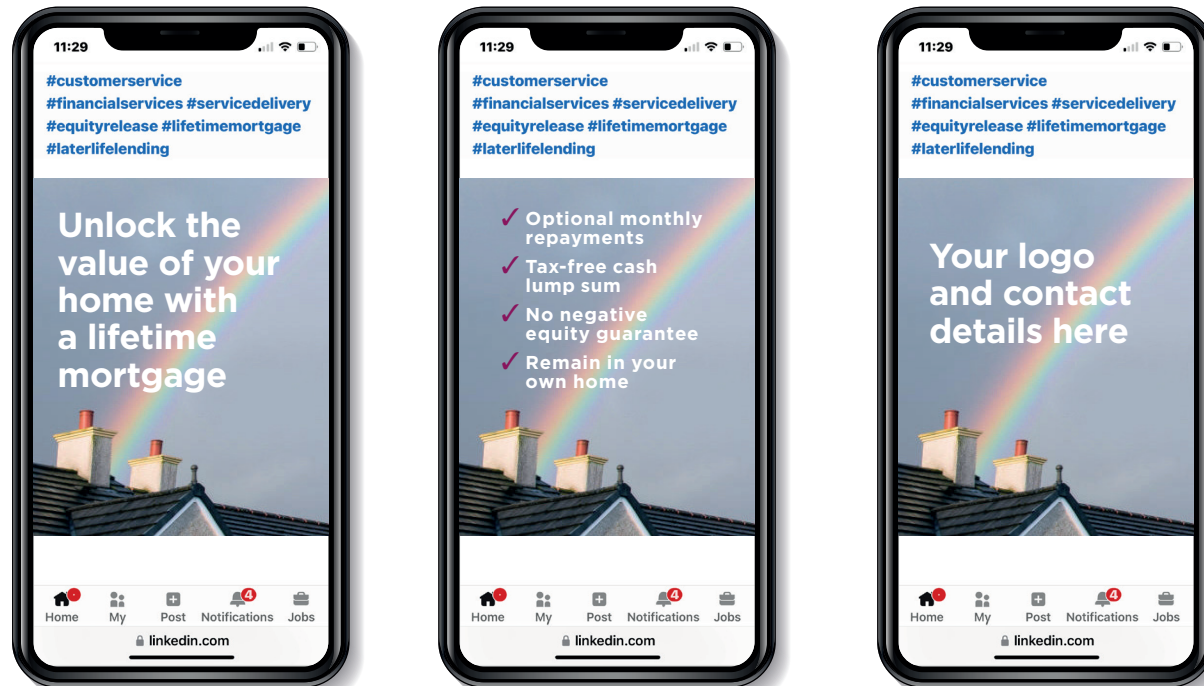 11:29
#customerservice
#financialservices #servicedelivery
#equityrelease #lifetimemortgage
#laterlifelending
Unlock the
value of your
home with
a lifetime
mortgage
Home My Post Notifications 4 Jobs
linkedin.com
11:29
#customerservice
#financialservices #servicedelivery
#equityrelease #lifetimemortgage
#laterlifelending
✓ Optional monthly
repayments
✓ Tax-free cash
lump sum
✓ No negative
equity guarantee
✓ Remain in your
own home
Home My Post Notifications 4 Jobs
linkedin.com
11:29
#customerservice
#financialservices #servicedelivery
#equityrelease #lifetimemortgage
#laterlifelending
Your logo
and contact
details here
Home My Post Notifications 4 Jobs
linkedin.com